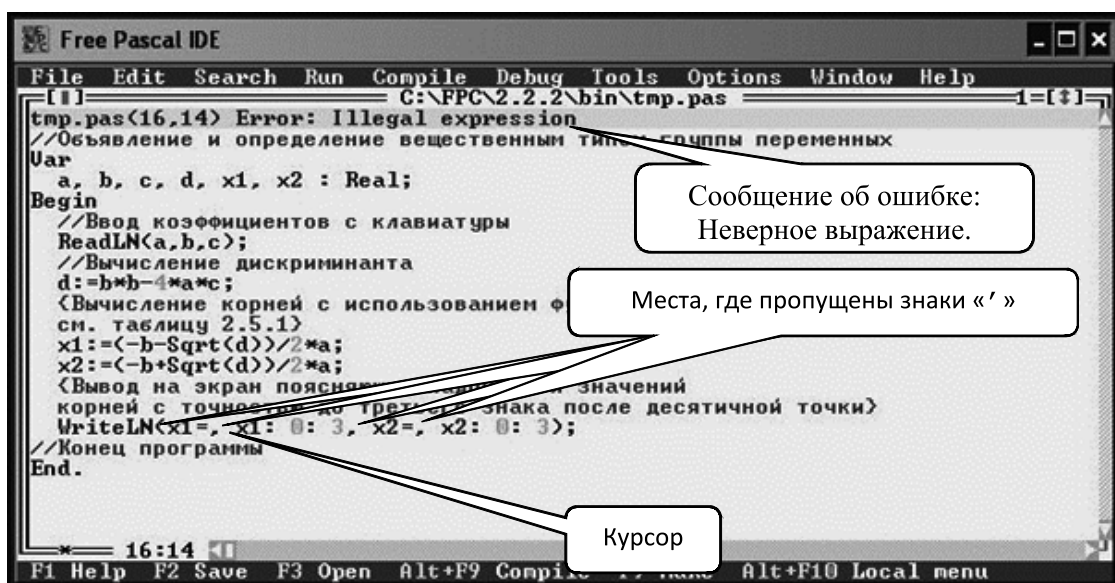 Free Pascal IDE
File Edit Search Run Compile Debug Tools Options Window Help
[■] C:\FPC\2.2.2\bin\tmp.pas 1=[↕]
tmp.pas(16,14) Error: Illegal expression
//Объявление и определение вещественным группы переменных
Var
a, b, c, d, x1, x2 : Real;
Begin
//Ввод коэффициентов с клавиатуры
ReadLN(a,b,c);
//Вычисление дискриминанта
d:=b*b-4*a*c;
{Вычисление корней с использованием
см. таблицу 2.5.1}
x1:=(-b-Sqrt(d))/2*a;
x2:=(-b+Sqrt(d))/2*a;
{Вывод на экран значений
корней с точностью до третьего знака после десятичной точки}
WriteLN(x1=, x1: 0: 3, x2=, x2: 0: 3);
//Конец программы
End.
Сообщение об ошибке:
Неверное выражение.
Места, где пропущены знаки «′ »
Курсор
16:14
F1 Help F2 Save F3 Open Alt+F9 Compile Alt+F10 Local menu